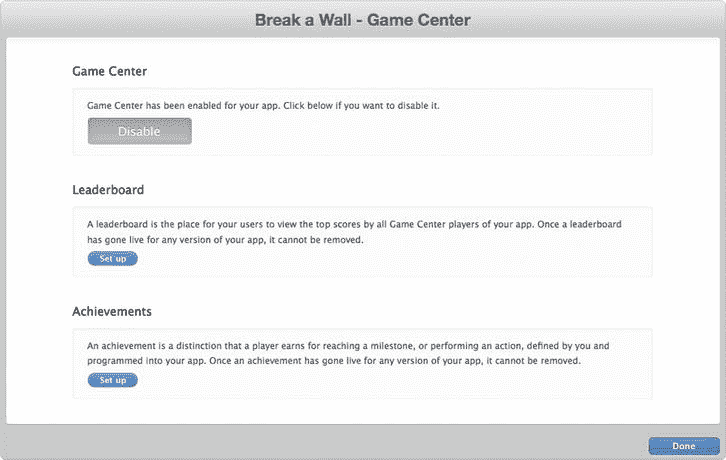 Break a Wall - Game Center
Game Center
Game Center has been enabled for your app. Click below if you want to disable it.
Disable
Leaderboard
A leaderboard is the place for your users to view the top scores by all Game Center players of your app. Once a leaderboard
has gone live for any version of your app, it cannot be removed.
Set up
Achievements
An achievement is a distinction that a player earns for reaching a milestone, or performing an action, defined by you and
programmed into your app. Once an achievement has gone live for any version of your app, it cannot be removed.
Set up
Done